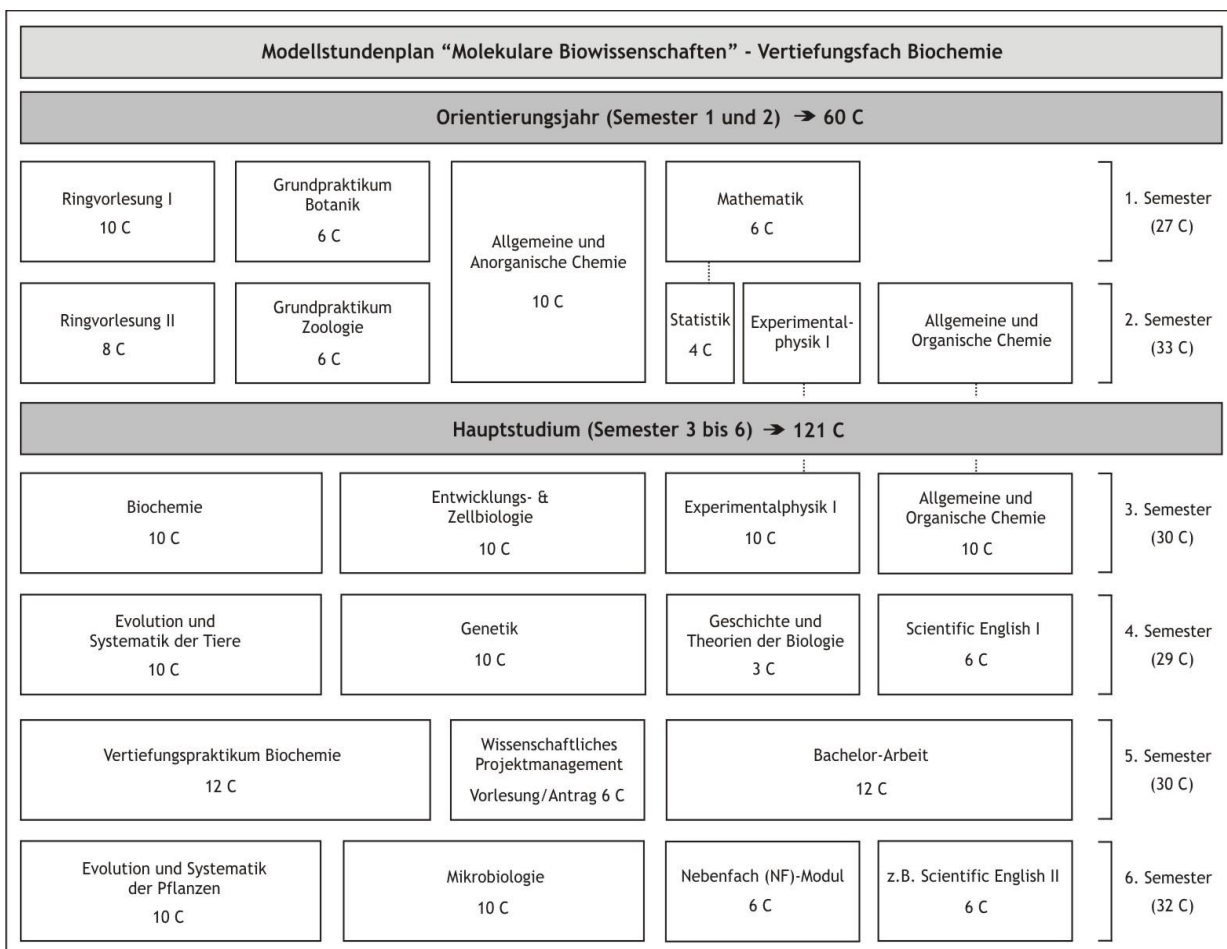 Modellstundenplan “Molekulare Biowissenschaften” - Vertiefungsfach Biochemie
Orientierungsjahr (Semester 1 und 2) ➔ 60 C
Ringvorlesung I
10 C
Grundpraktikum
Botanik
6 C
Allgemeine und
Anorganische Chemie
10 C
Mathematik
6 C
1. Semester
(27 C)
Ringvorlesung II
8 C
Grundpraktikum
Zoologie
6 C
Statistik
4 C
Experimental-
physik I
Allgemeine und
Organische Chemie
2. Semester
(33 C)
Hauptstudium (Semester 3 bis 6) ➔ 121 C
Biochemie
10 C
Entwicklungs- &
Zellbiologie
10 C
Experimentalphysik I
10 C
Allgemeine und
Organische Chemie
10 C
3. Semester
(30 C)
Evolution und
Systematik der Tiere
10 C
Genetik
10 C
Geschichte und
Theorien der Biologie
3 C
Scientific English I
6 C
4. Semester
(29 C)
Vertiefungspraktikum Biochemie
12 C
Wissenschaftliches
Projektmanagement
Vorlesung/Antrag 6 C
Bachelor-Arbeit
12 C
5. Semester
(30 C)
Evolution und Systematik
der Pflanzen
10 C
Mikrobiologie
10 C
Nebenfach (NF)-Modul
6 C
z.B. Scientific English II
6 C
6. Semester
(32 C)